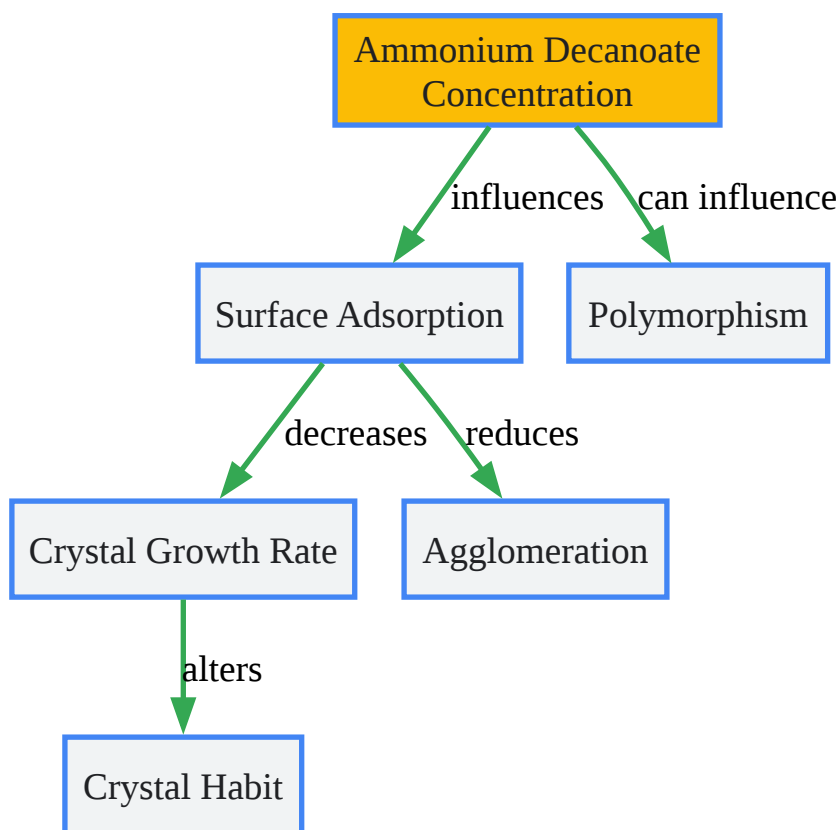 Ammonium Decanoate
Concentration
influences
can influence
Surface Adsorption
Polymorphism
decreases
reduces
Crystal Growth Rate
Agglomeration
alters
Crystal Habit